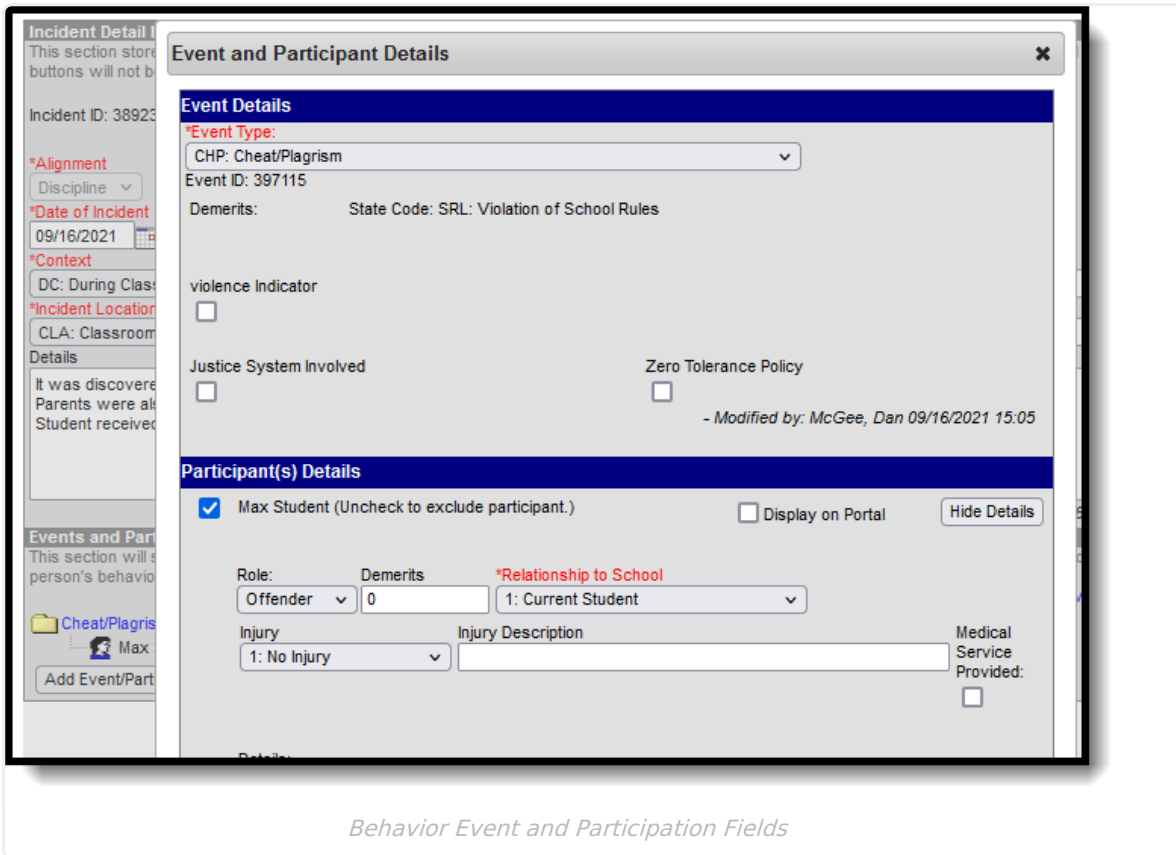 Incident Detail
This section store
buttons will not b
Incident ID: 38923
*Alignment
Discipline
*Date of Incident
09/16/2021
*Context
DC: During Clas
*Incident Location
CLA: Classroom
Details
It was discovere
Parents were als
Student received
Events and Part
This section will s
person's behavio
Cheat/Plagris
Max
Add Event/Parti
Event and Participant Details
Event Details
*Event Type:
CHP: Cheat/Plagrism
Event ID: 397115
Demerits: State Code: SRL: Violation of School Rules
violence Indicator
Justice System Involved Zero Tolerance Policy
- Modified by: McGee, Dan 09/16/2021 15:05
Participant(s) Details
Max Student (Uncheck to exclude participant.) Display on Portal Hide Details
Role: Demerits *Relationship to School
Offender 0 1: Current Student
Injury Injury Description Medical
Service
Provided:
1: No Injury
Details:
Behavior Event and Participation Fields